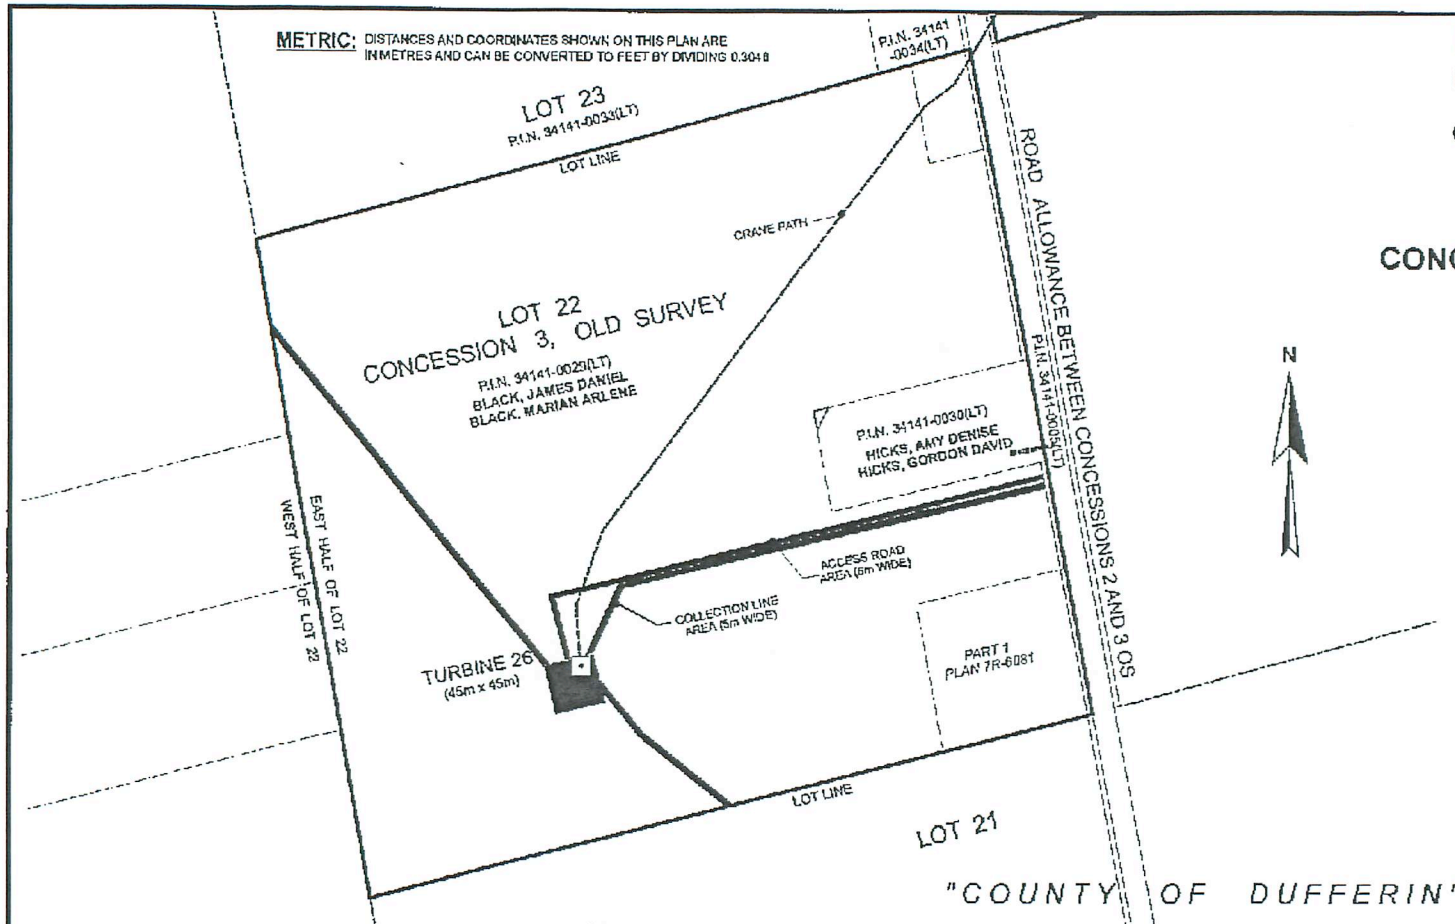 METRIC: DISTANCES AND COORDINATES SHOWN ON THIS PLAN ARE
IN METRES AND CAN BE CONVERTED TO FEET BY DIVIDING 0.3048
P.I.N. 34141
-0034(LT)
LOT 23
P.I.N. 34141-0033(LT)
LOT LINE
ROAD ALLOWANCE BETWEEN CONCESSIONS 2 AND 3 OS
P.I.N. 34141-0005(LT)
CRANE PATH
CONC
LOT 22
CONCESSION 3, OLD SURVEY
P.I.N. 34141-0029(LT)
BLACK, JAMES DANIEL
BLACK, MARIAN ARLENE
N
P.I.N. 34141-0030(LT)
HICKS, AMY DENISE
HICKS, GORDON DAVID
EAST HALF OF LOT 22
WEST HALF OF LOT 22
ACCESS ROAD
AREA (6m WIDE)
COLLECTION LINE
AREA (5m WIDE)
TURBINE 26
(45m x 45m)
PART 1
PLAN 7R-6081
LOT LINE
LOT 21
"COUNTY OF DUFFERIN"